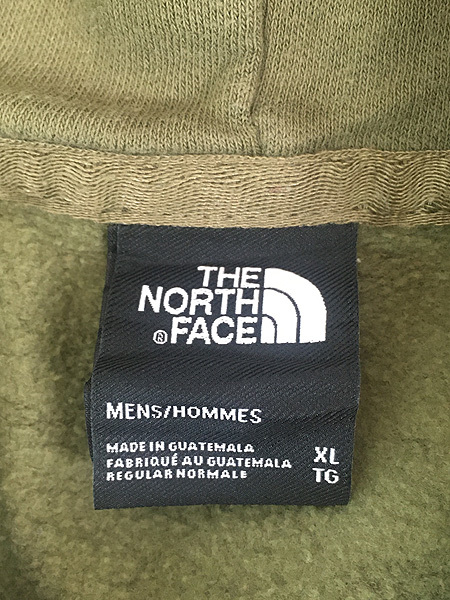 THE
NORTH
®FACE
MENS/HOMMES
MADE IN GUATEMALA
FABRIQUÉ AU GUATEMALA
REGULAR NORMALE
XL
TG